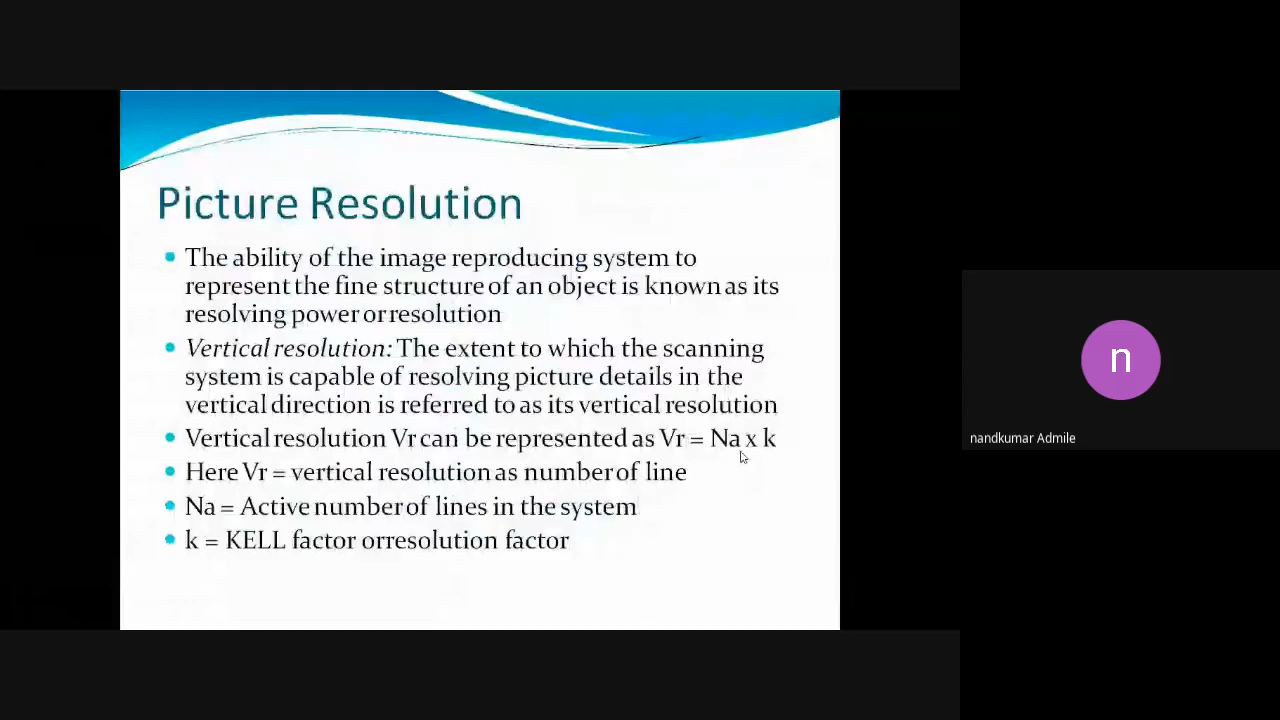 Picture Resolution
The ability of the image reproducing system to
represent the fine structure of an object is known as its
resolving power or resolution
Vertical resolution: The extent to which the scanning
system is capable of resolving picture details in the
vertical direction is referred to as its vertical resolution
Vertical resolution Vr can be represented as Vr = Na x k
Here Vr = vertical resolution as number of line
Na = Active number of lines in the system
k = KELL factor orresolution factor
n
nandkumar Admile